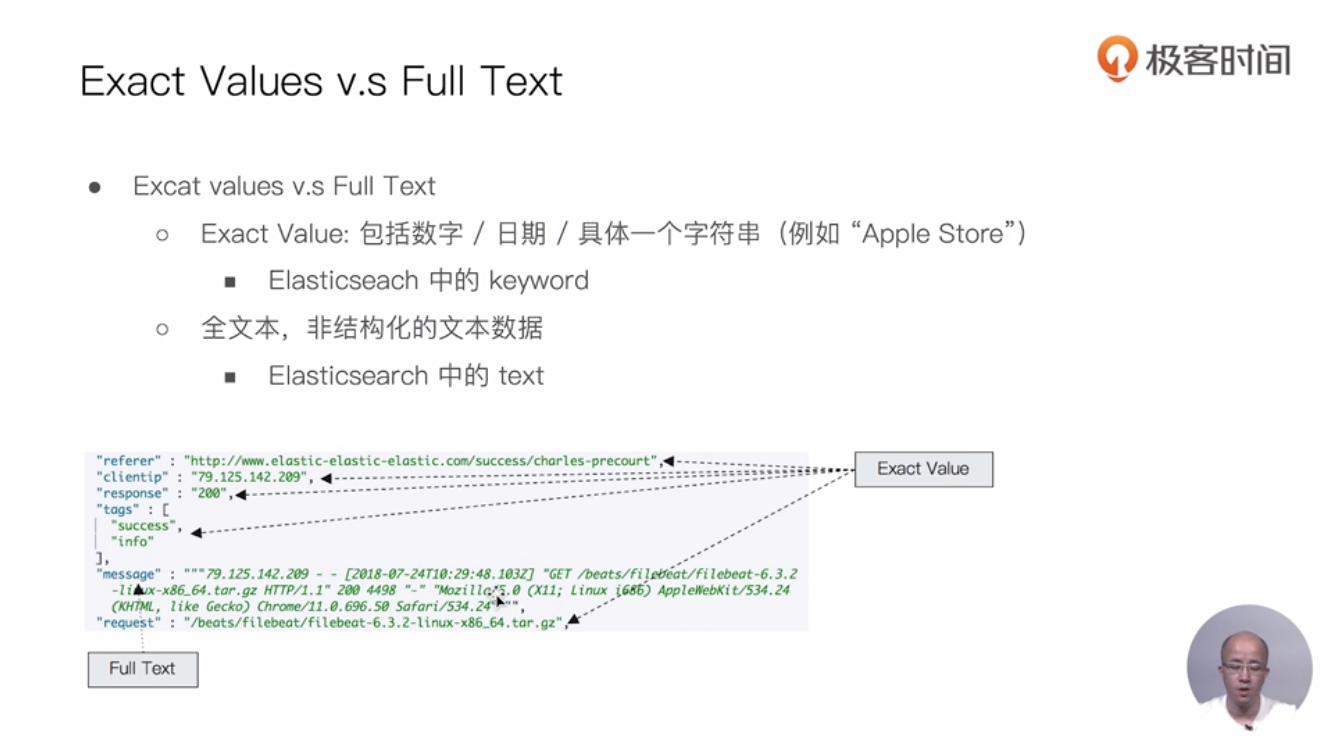 极客时间
Exact Values v.s Full Text
Excat values v.s Full Text
Exact Value: 包括数字 / 日期 / 具体一个字符串（例如 “Apple Store”）
Elasticseach 中的 keyword
全文本，非结构化的文本数据
Elasticsearch 中的 text
"referer" : "http://www.elastic-elastic-elastic.com/success/charles-precourt",
"clientip" : "79.125.142.209",
"response" : "200",
"tags" : [
"success",
"info"
],
"message" : """79.125.142.209 - - [2018-07-24T10:29:48.103Z] "GET /beats/filebeat/filebeat-6.3.2
-linux-x86_64.tar.gz HTTP/1.1" 200 4498 "-" "Mozilla/5.0 (X11; Linux i686) AppleWebKit/534.24
(KHTML, like Gecko) Chrome/11.0.696.50 Safari/534.24"""",
"request" : "/beats/filebeat/filebeat-6.3.2-linux-x86_64.tar.gz",
Exact Value
Full Text